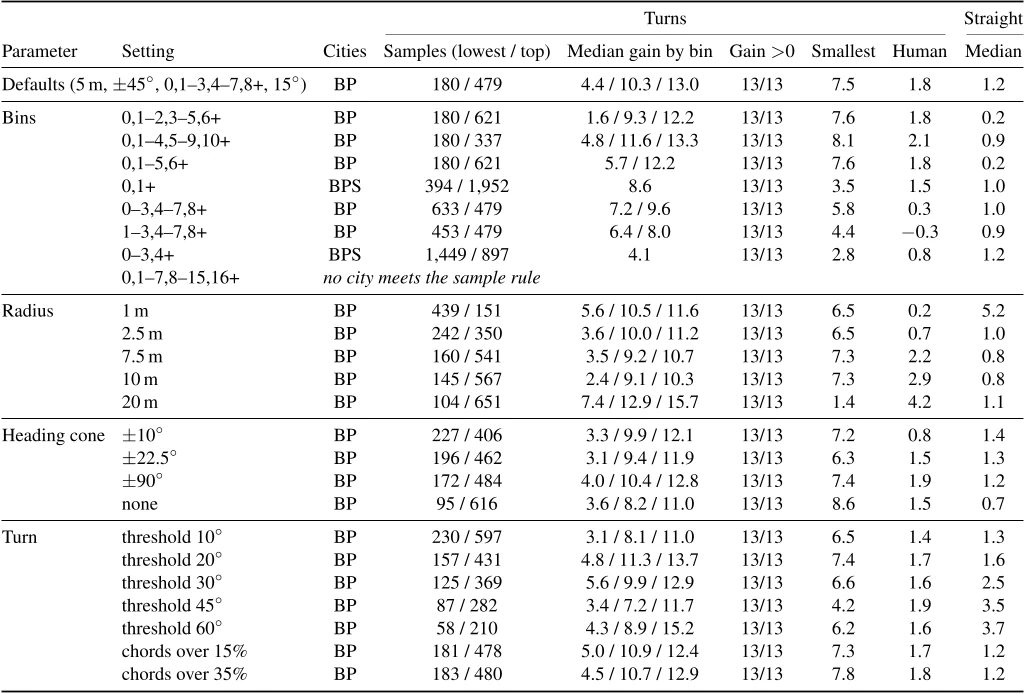 Turns Straight
Parameter Setting Cities Samples (lowest / top) Median gain by bin Gain >0 Smallest Human Median
Defaults (5 m, ±45°, 0,1–3,4–7,8+, 15°) BP 180 / 479 4.4 / 10.3 / 13.0 13/13 7.5 1.8 1.2
Bins 0,1–2,3–5,6+ BP 180 / 621 1.6 / 9.3 / 12.2 13/13 7.6 1.8 0.2
0,1–4,5–9,10+ BP 180 / 337 4.8 / 11.6 / 13.3 13/13 8.1 2.1 0.9
0,1–5,6+ BP 180 / 621 5.7 / 12.2 13/13 7.6 1.8 0.2
0,1+ BPS 394 / 1,952 8.6 13/13 3.5 1.5 1.0
0–3,4–7,8+ BP 633 / 479 7.2 / 9.6 13/13 5.8 0.3 1.0
1–3,4–7,8+ BP 453 / 479 6.4 / 8.0 13/13 4.4 −0.3 0.9
0–3,4+ BPS 1,449 / 897 4.1 13/13 2.8 0.8 1.2
0,1–7,8–15,16+ no city meets the sample rule
Radius 1 m BP 439 / 151 5.6 / 10.5 / 11.6 13/13 6.5 0.2 5.2
2.5 m BP 242 / 350 3.6 / 10.0 / 11.2 13/13 6.5 0.7 1.0
7.5 m BP 160 / 541 3.5 / 9.2 / 10.7 13/13 7.3 2.2 0.8
10 m BP 145 / 567 2.4 / 9.1 / 10.3 13/13 7.3 2.9 0.8
20 m BP 104 / 651 7.4 / 12.9 / 15.7 13/13 1.4 4.2 1.1
Heading cone ±10° BP 227 / 406 3.3 / 9.9 / 12.1 13/13 7.2 0.8 1.4
±22.5° BP 196 / 462 3.1 / 9.4 / 11.9 13/13 6.3 1.5 1.3
±90° BP 172 / 484 4.0 / 10.4 / 12.8 13/13 7.4 1.9 1.2
none BP 95 / 616 3.6 / 8.2 / 11.0 13/13 8.6 1.5 0.7
Turn threshold 10° BP 230 / 597 3.1 / 8.1 / 11.0 13/13 6.5 1.4 1.3
threshold 20° BP 157 / 431 4.8 / 11.3 / 13.7 13/13 7.4 1.7 1.6
threshold 30° BP 125 / 369 5.6 / 9.9 / 12.9 13/13 6.6 1.6 2.5
threshold 45° BP 87 / 282 3.4 / 7.2 / 11.7 13/13 4.2 1.9 3.5
threshold 60° BP 58 / 210 4.3 / 8.9 / 15.2 13/13 6.2 1.6 3.7
chords over 15% BP 181 / 478 5.0 / 10.9 / 12.4 13/13 7.3 1.7 1.2
chords over 35% BP 183 / 480 4.5 / 10.7 / 12.9 13/13 7.8 1.8 1.2